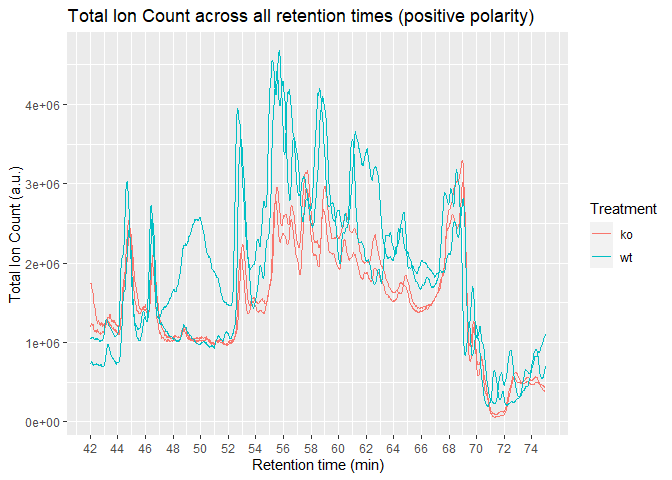 Total Ion Count across all retention times (positive polarity)
Total Ion Count (a.u.)
4e+06
3e+06
2e+06
1e+06
0e+00
42 44 46 48 50 52 54 56 58 60 62 64 66 68 70 72 74
Retention time (min)
Treatment
ko
wt